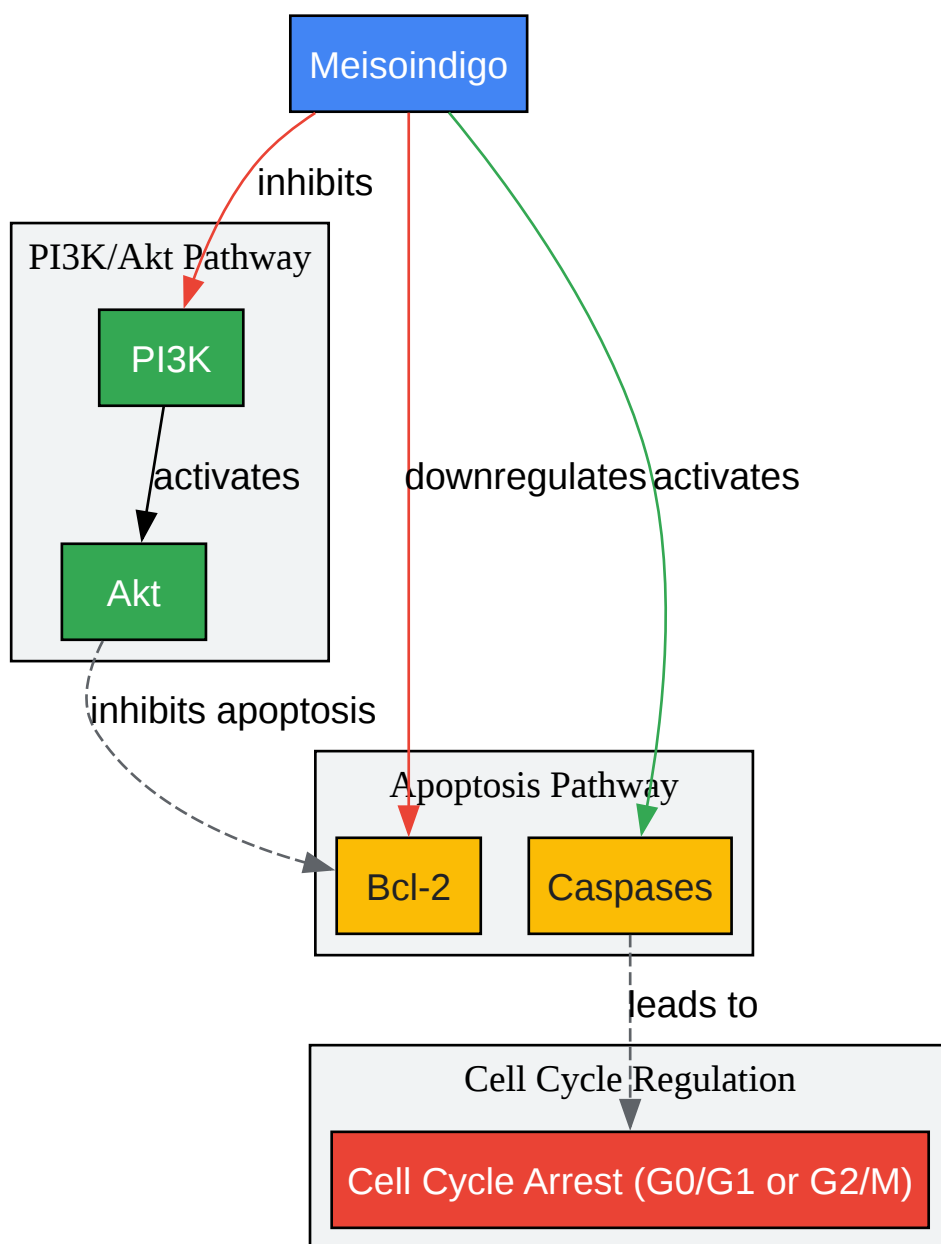 Meisoindigo
inhibits
PI3K/Akt Pathway
PI3K
activates
Akt
downregulates
activates
inhibits apoptosis
Apoptosis Pathway
Bcl-2
Caspases
leads to
Cell Cycle Regulation
Cell Cycle Arrest (G0/G1 or G2/M)